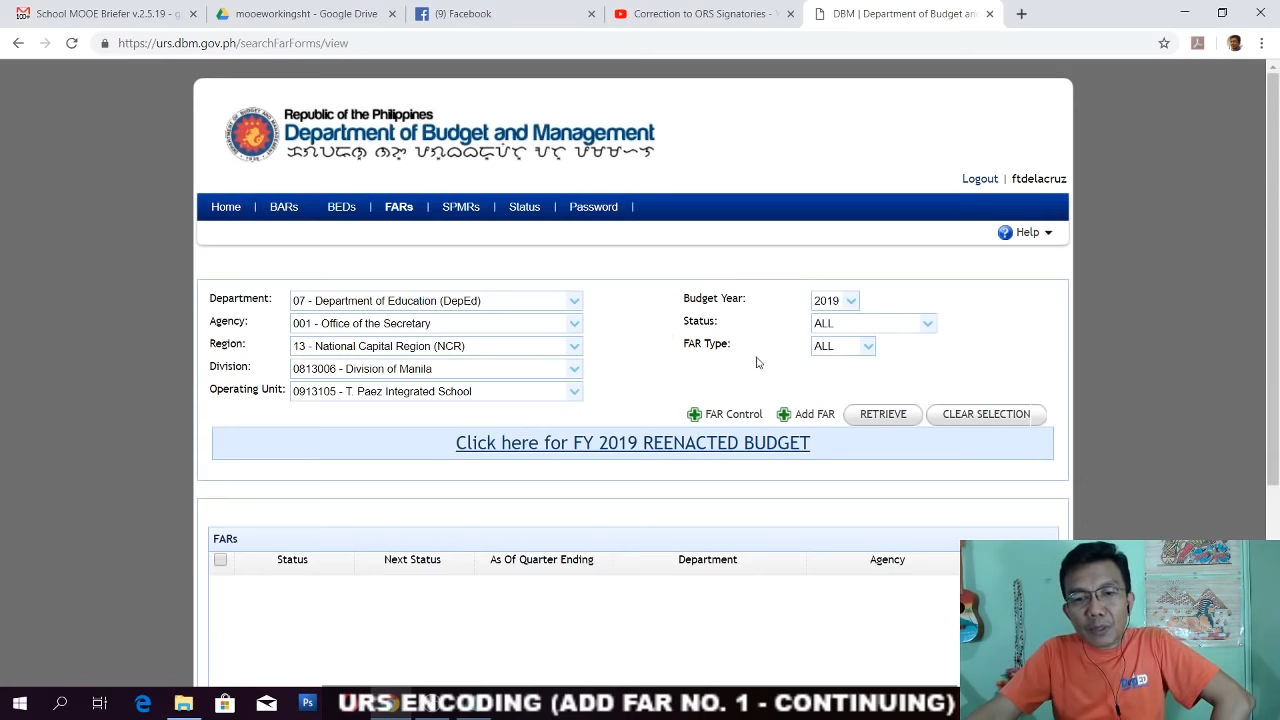 School MOOE Briefer v.2.5.19 - g
mooeworkingsht - Google Drive
(9) Facebook
Correction to ORS Signatories - 
DBM | Department of Budget an
https://urs.dbm.gov.ph/searchFarForms/view
Republic of the Philippines
Department of Budget and Management
Logout | ftdelacruz
Home | BARs BEDs | FARs | SPMRs | Status | Password |
? Help
Department: 07 - Department of Education (DepEd) Budget Year: 2019
Agency: 001 - Office of the Secretary Status: ALL
Region: 13 - National Capital Region (NCR) FAR Type: ALL
Division: 0813006 - Division of Manila
Operating Unit: 0913105 - T. Paez Integrated School
FAR Control Add FAR RETRIEVE CLEAR SELECTION
Click here for FY 2019 REENACTED BUDGET
FARs
Status Next Status As Of Quarter Ending Department Agency
Ps
URS ENCODING (ADD FAR NO. 1 - CONTINUING)